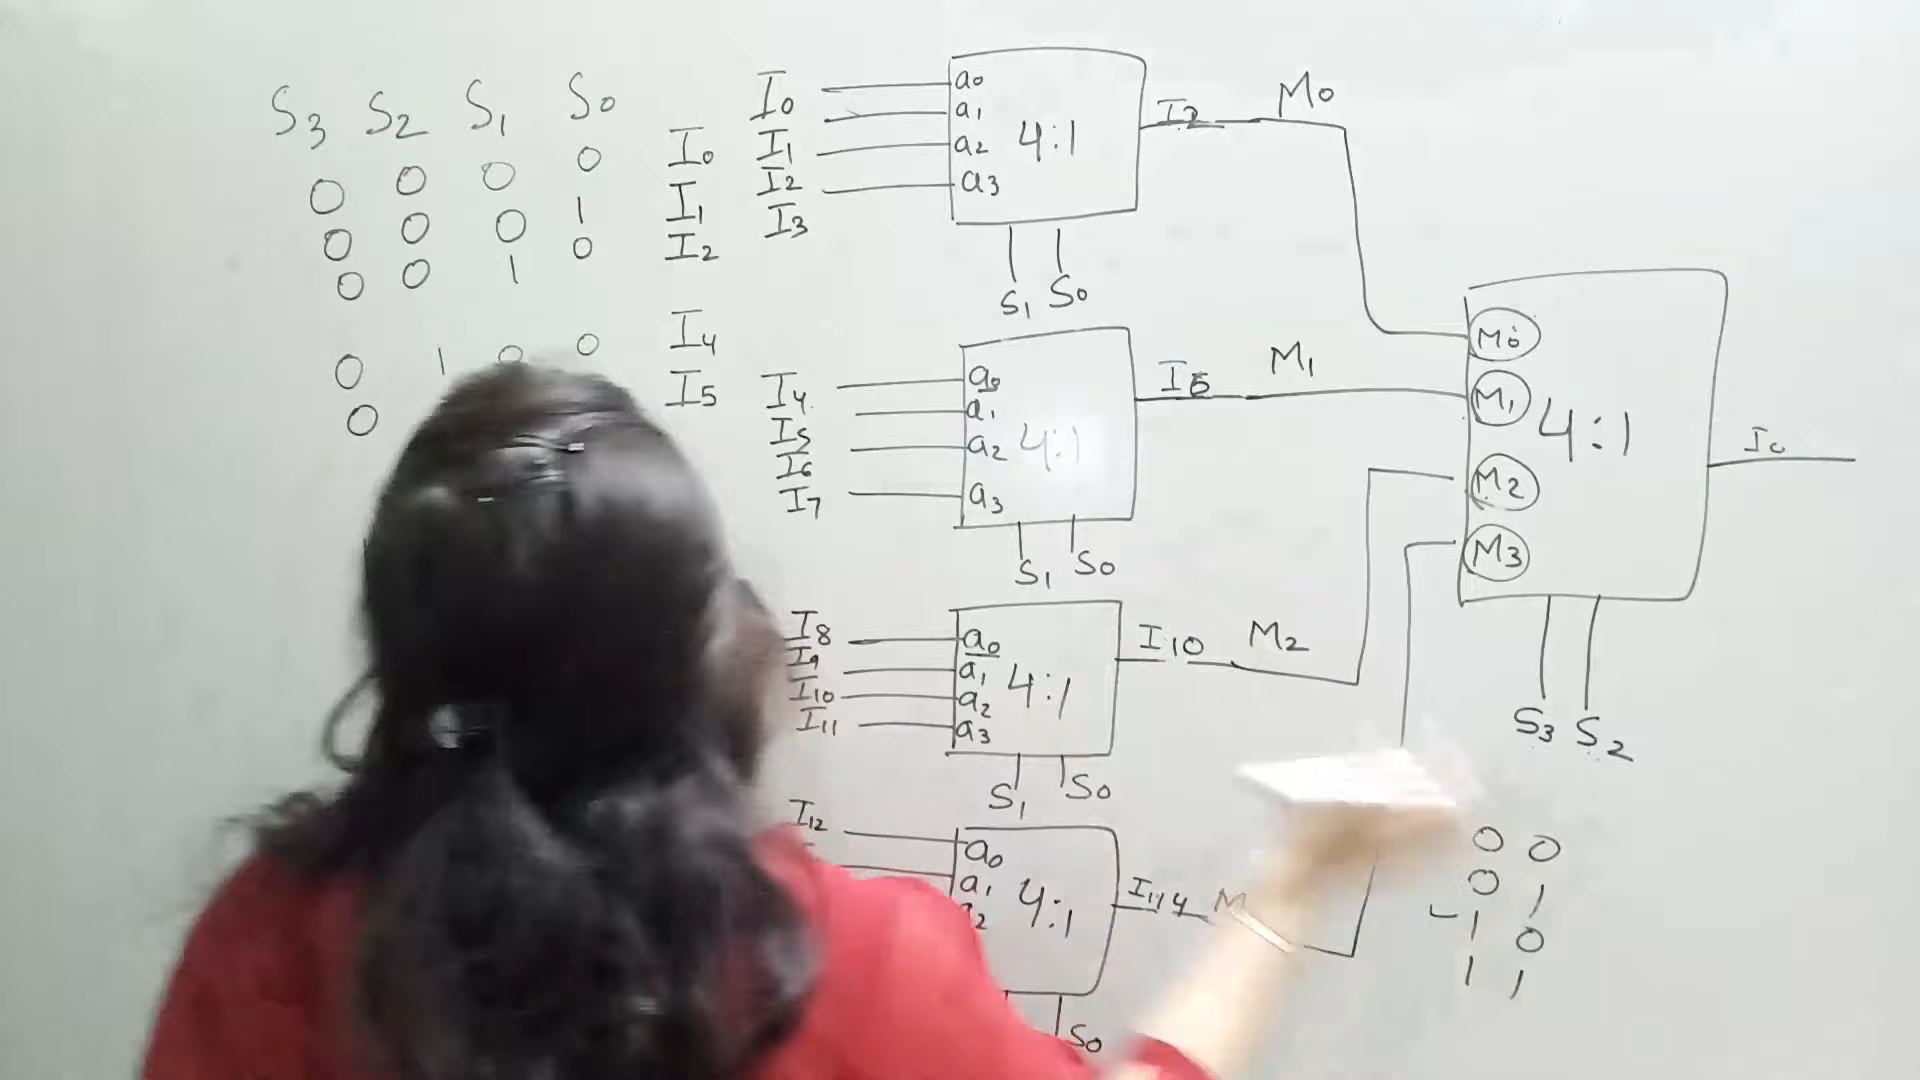 S3 S2 S1 S0
0 0 0 0 I0
0 0 0 1 I1
0 0 1 0 I2
0 1 0 0 I4
0 I5
I0
I1
I2
I3
a0
a1
a2
a3
4:1
S1 S0
M0
I4
I5
I6
I7
a0
a1
a2
a3
4:1
S1 S0
M1
I8
I9
I10
I11
a0
a1
a2
a3
4:1
S1 S0
I10 M2
I12
a0
a1
4:1
S0
M
M0
M1
M2
M3
4:1
S3 S2
0 0
0 1
1 0
1 1